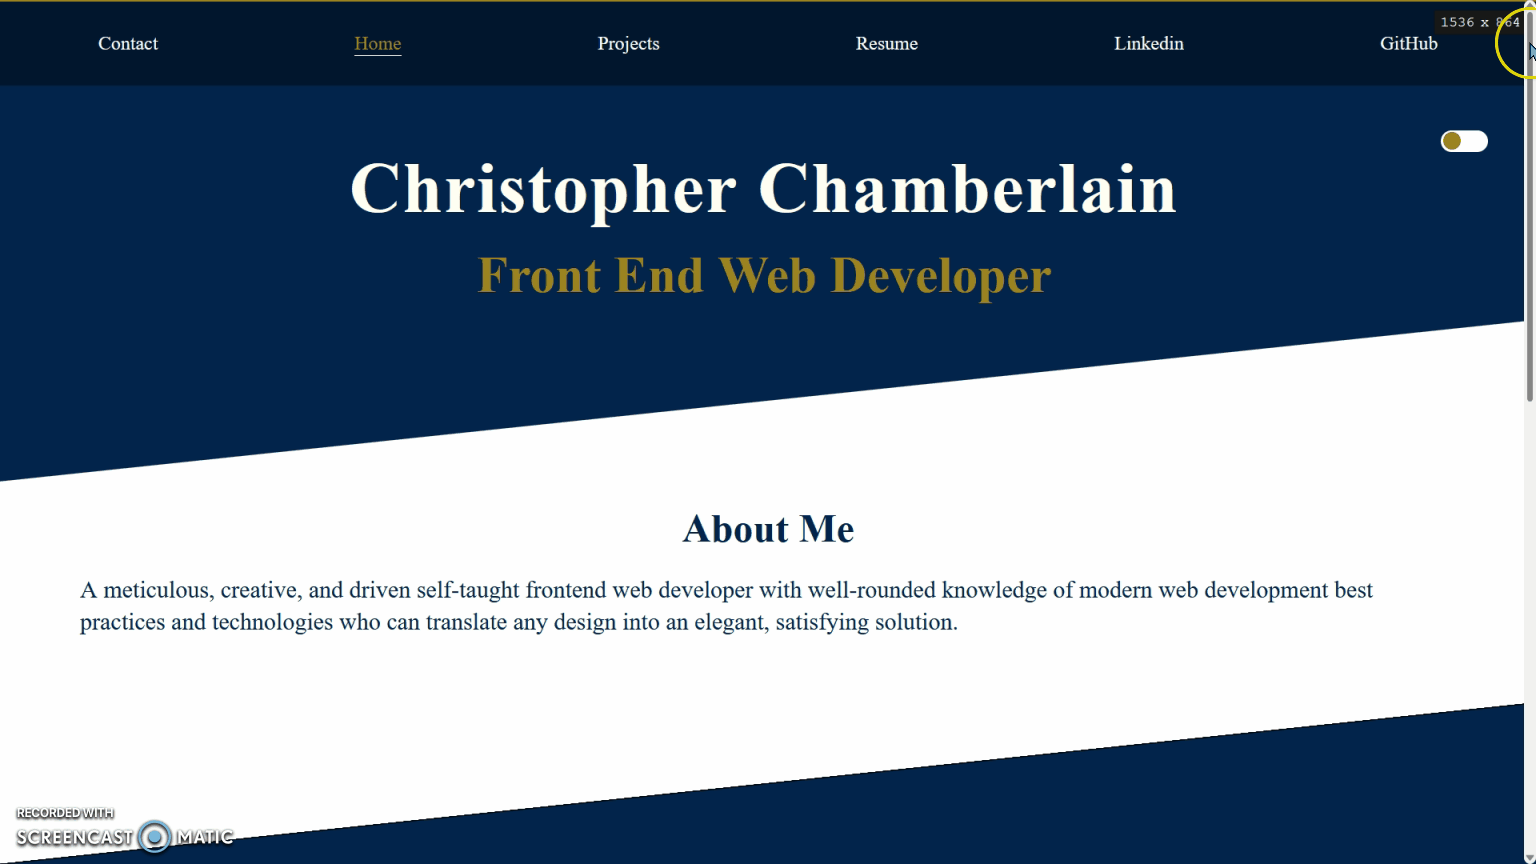 1536 x 864
Contact Home Projects Resume Linkedin GitHub
Christopher Chamberlain
Front End Web Developer
About Me
A meticulous, creative, and driven self-taught frontend web developer with well-rounded knowledge of modern web development best
practices and technologies who can translate any design into an elegant, satisfying solution.
RECORDED WITH
SCREENCAST MATIC